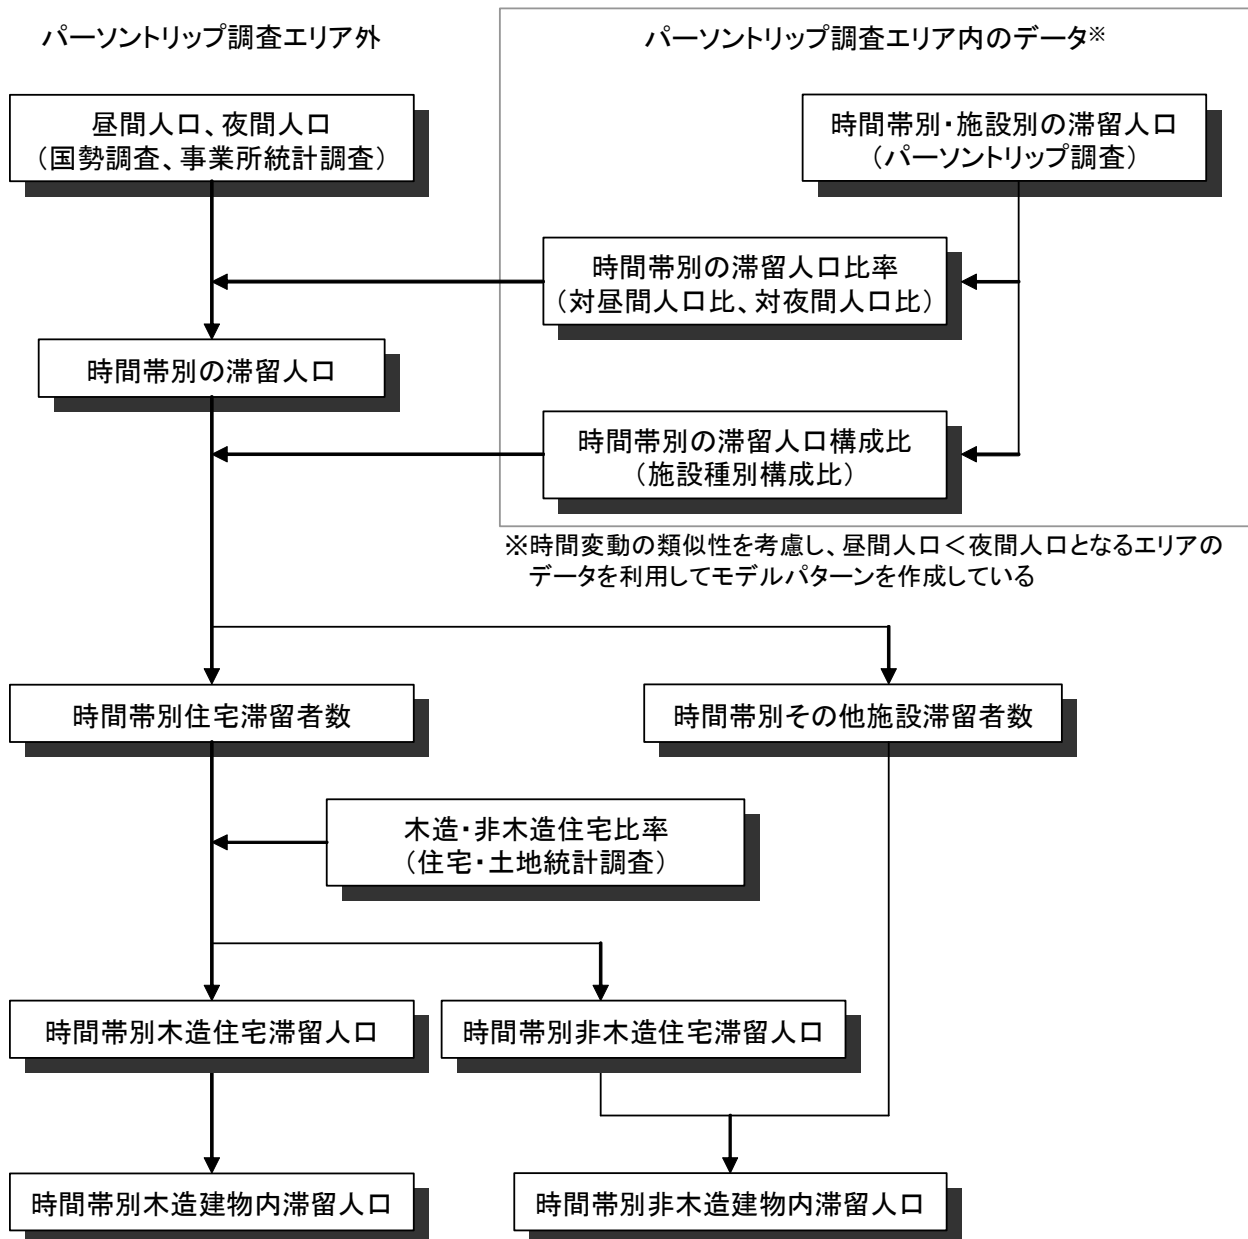 パーソントリップ調査エリア外
パーソントリップ調査エリア内のデータ※
昼間人口、夜間人口
（国勢調査、事業所統計調査）
時間帯別・施設別の滞留人口
（パーソントリップ調査）
時間帯別の滞留人口比率
（対昼間人口比、対夜間人口比）
時間帯別の滞留人口
時間帯別の滞留人口構成比
（施設種別構成比）
※時間変動の類似性を考慮し、昼間人口＜夜間人口となるエリアの
データを利用してモデルパターンを作成している
時間帯別住宅滞留者数
時間帯別その他施設滞留者数
木造・非木造住宅比率
（住宅・土地統計調査）
時間帯別木造住宅滞留人口
時間帯別非木造住宅滞留人口
時間帯別木造建物内滞留人口
時間帯別非木造建物内滞留人口